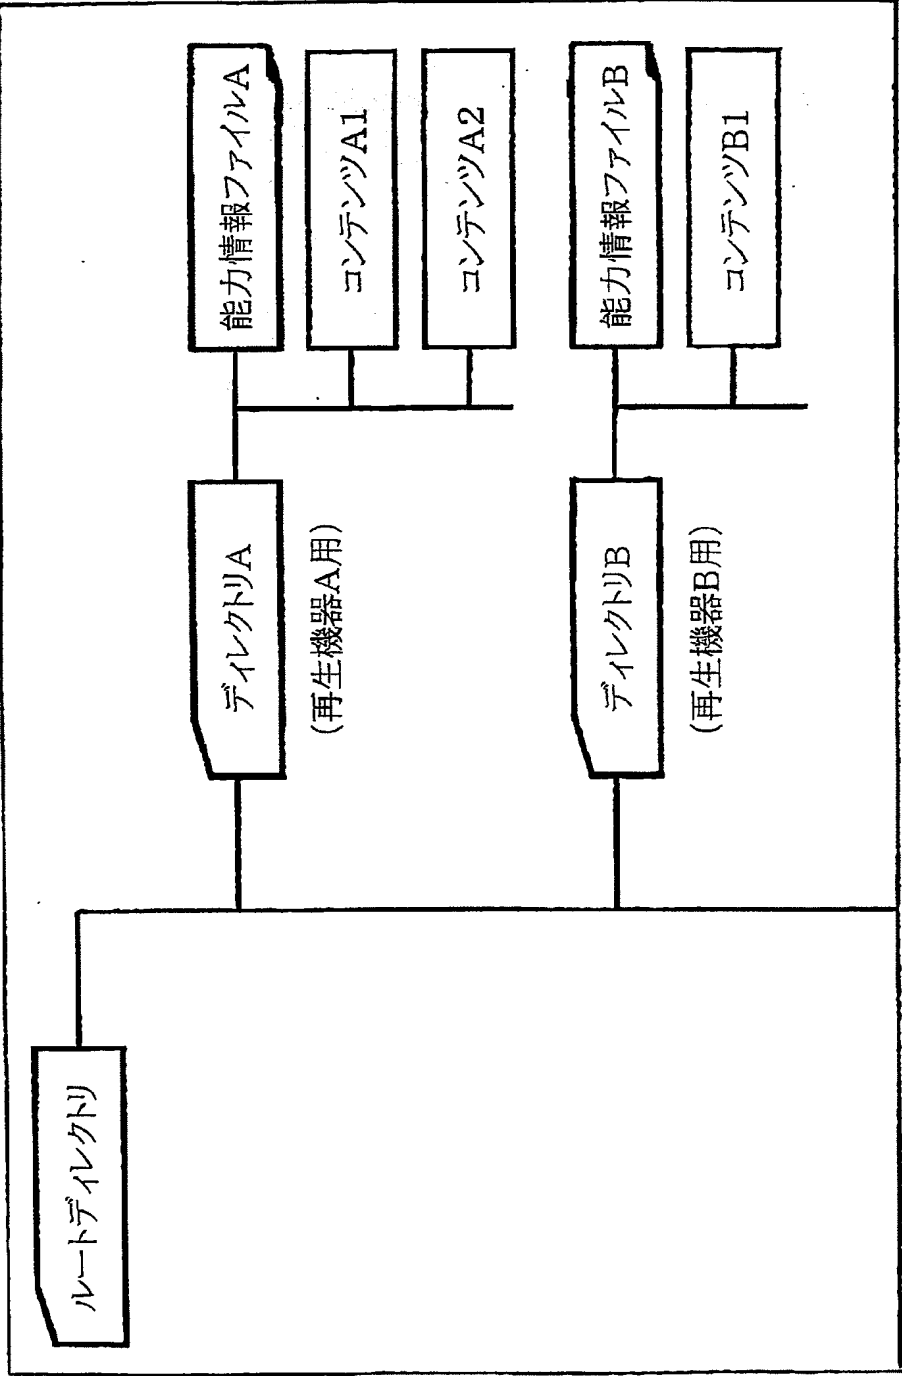 ルートディレクトリ
ディレクトリA
(再生機器A用)
能力情報ファイルA
コンテンツA1
コンテンツA2
ディレクトリB
(再生機器B用)
能力情報ファイルB
コンテンツB1